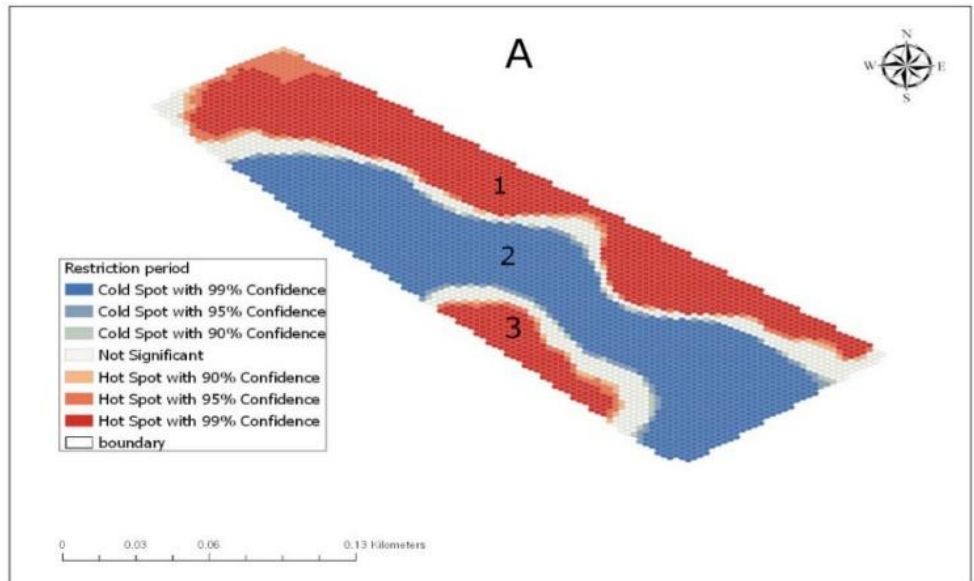 A
N
W E
S
1
2
3
Restriction period
Cold Spot with 99% Confidence
Cold Spot with 95% Confidence
Cold Spot with 90% Confidence
Not Significant
Hot Spot with 90% Confidence
Hot Spot with 95% Confidence
Hot Spot with 99% Confidence
boundary
0 0.03 0.06 0.13 Kilometers